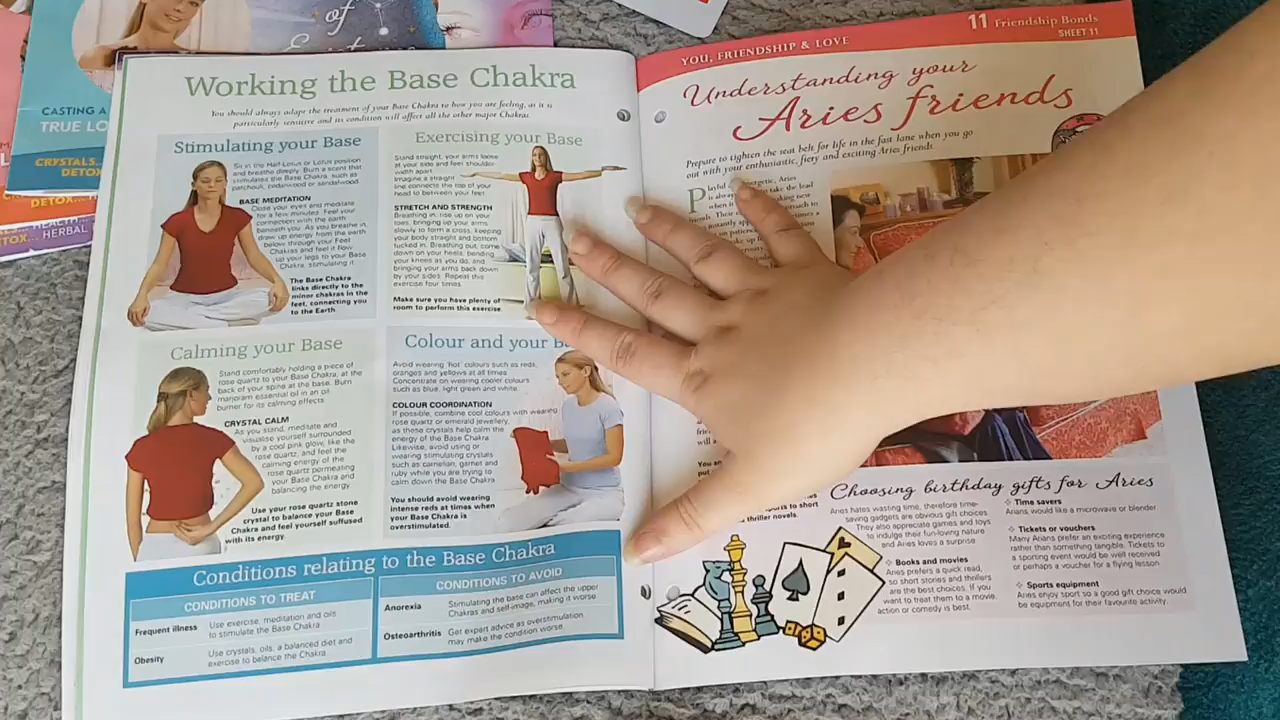 of
CASTING A
TRUE LO
CRYSTALS...
DETOX
DETOX...
TOX... HERBAL
Working the Base Chakra
You should always adapt the treatment of your Base Chakra to how you are feeling, as it is
particularly sensitive and its condition will affect all the other major Chakras.
Stimulating your Base
Sit in the Half-Lotus or Lotus position
and breathe deeply. Burn a scent that
stimulates the Base Chakra, such as
patchouli, cedarwood or sandalwood.
BASE MEDITATION
Close your eyes and meditate
for a few minutes. Feel your
connection with the earth
beneath you. As you breathe in,
draw up energy from the earth
below through your Feet
Chakras and feel it flow
up your legs to your Base
Chakra, stimulating it.
The Base Chakra
links directly to the
minor chakras in the
feet, connecting you
to the Earth.
Exercising your Base
Stand straight, your arms loose
at your side and feet shoulder-
width apart.
Imagine a straight
line connects the top of your
head to between your feet.
STRETCH AND STRENGTH
Breathing in, rise up on your
toes, bringing up your arms
slowly to form a cross, keeping
your body straight and bottom
tucked in. Breathing out, come
down on your heels, bending
your knees as you do, and
bringing your arms back down
by your sides. Repeat this
exercise four times.
Make sure you have plenty of
room to perform this exercise.
Calming your Base
Stand comfortably holding a piece of
rose quartz to your Base Chakra, at the
back of your spine at the base. Burn
marjoram essential oil in an oil
burner for its calming effects.
CRYSTAL CALM
As you stand, meditate and
visualise yourself surrounded
by a cool pink glow, like the
rose quartz, and feel the
calming energy of the
rose quartz permeating
your Base Chakra and
balancing the energy.
Use your rose quartz stone
crystal to balance your Base
Chakra and feel yourself suffused
with its energy.
Colour and your B
Avoid wearing 'hot' colours such as reds,
oranges and yellows at all times.
Concentrate on wearing cooler colours
such as blue, light green and white.
COLOUR COORDINATION
If possible, combine cool colours with wearing
rose quartz or emerald jewellery,
as these crystals help calm the
energy of the Base Chakra.
Likewise, avoid using or
wearing stimulating crystals
such as carnelian, garnet and
ruby while you are trying to
calm down the Base Chakra.
You should avoid wearing
intense reds at times when
your Base Chakra is
overstimulated.
Conditions relating to the Base Chakra
CONDITIONS TO TREAT
Frequent illness Use exercise, meditation and oils
to stimulate the Base Chakra
Obesity Use crystals, oils, a balanced diet and
exercise to balance the Chakra.
CONDITIONS TO AVOID
Anorexia Stimulating the base can affect the upper
Chakras and self-image, making it worse
Osteoarthritis Get expert advice as overstimulation
may make the condition worse.
YOU, FRIENDSHIP & LOVE
11 Friendship Bonds
SHEET 11
Understanding your
Aries friends
Prepare to tighten the seat belt for life in the fast lane when you go
out with your enthusiastic, fiery and exciting Aries friends.
thriller novels.
Choosing birthday gifts for Aries
Aries hates wasting time, therefore time-
saving gadgets are obvious gift choices.
They also appreciate games and toys
to indulge their fun-loving nature
and Aries loves a surprise.
Books and movies
Aries prefers a quick read,
so short stories and thrillers
are the best choices. If you
want to treat them to a movie,
action or comedy is best.
Time savers
Arians would like a microwave or blender
Tickets or vouchers
Many Arians prefer an exciting experience
rather than something tangible. Tickets to
a sporting event would be well received
or perhaps a voucher for a flying lesson.
Sports equipment
Aries enjoy sport so a good gift choice would
be equipment for their favourite activity.